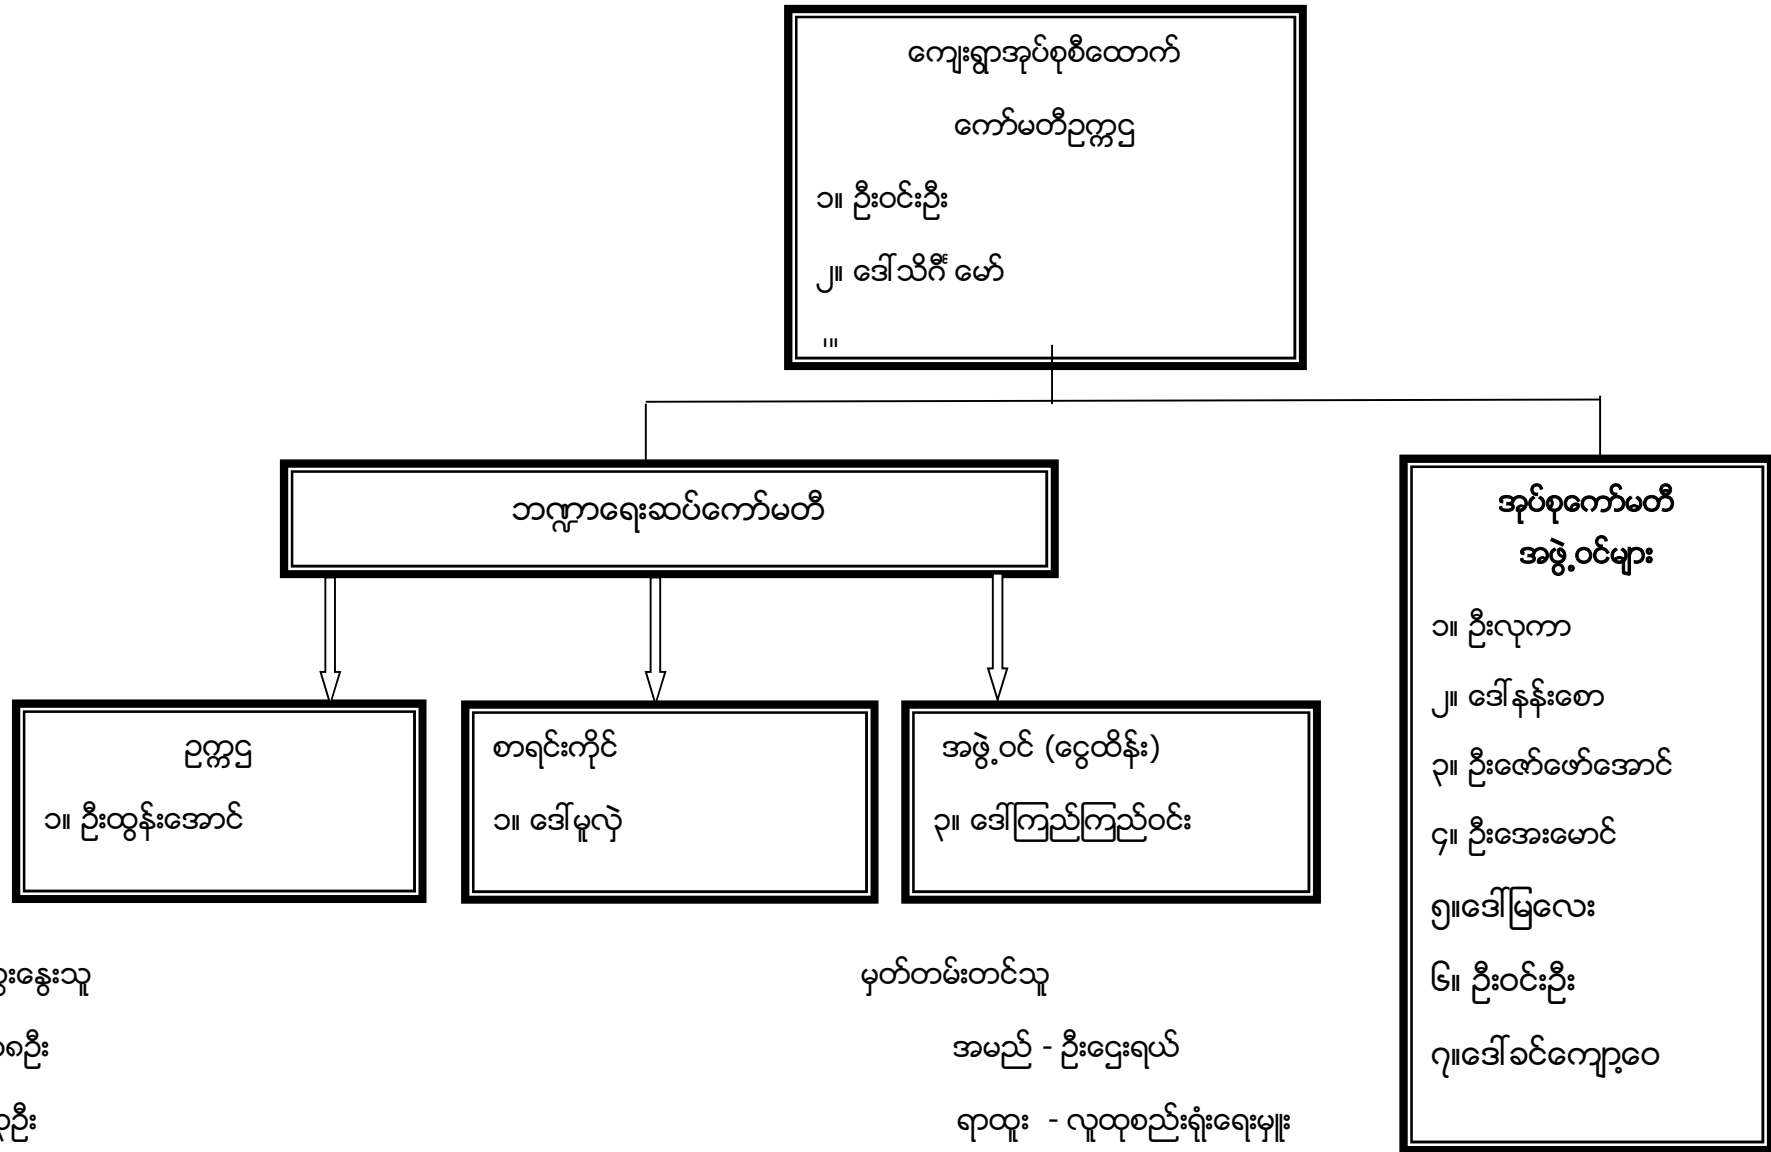 ကျေးရွာအုပ်စုစီထောက်
ကော်မတီဥက္ကဌ
၁။ ဦးဝင်းဦး
၂။ ဒေါ်သိင်္ဂီ မော်
ဘဏ္ဍာရေးဆပ်ကော်မတီ
ဥက္ကဌ
၁။ ဦးထွန်းအောင်
စာရင်းကိုင်
၁။ ဒေါ်မူလှဲ
အဖွဲ့ဝင် (ငွေထိန်း)
၃။ ဒေါ်ကြည်ကြည်ဝင်း
အုပ်စုကော်မတီ
အဖွဲ့ဝင်များ
၁။ ဦးလုကာ
၂။ ဒေါ်နန်းစော
၃။ ဦးဇော်ဖော်အောင်
၄။ ဦးအေးမောင်
၅။ဒေါ်မြလေး
၆။ ဦးဝင်းဦး
၇။ဒေါ်ခင်ကျော့ဝေ
မှတ်တမ်းတင်သူ
၈ဦး
အမည် - ဦးဌေးရယ်
ဦး
ရာထူး - လူထုစည်းရုံးရေးမှူး